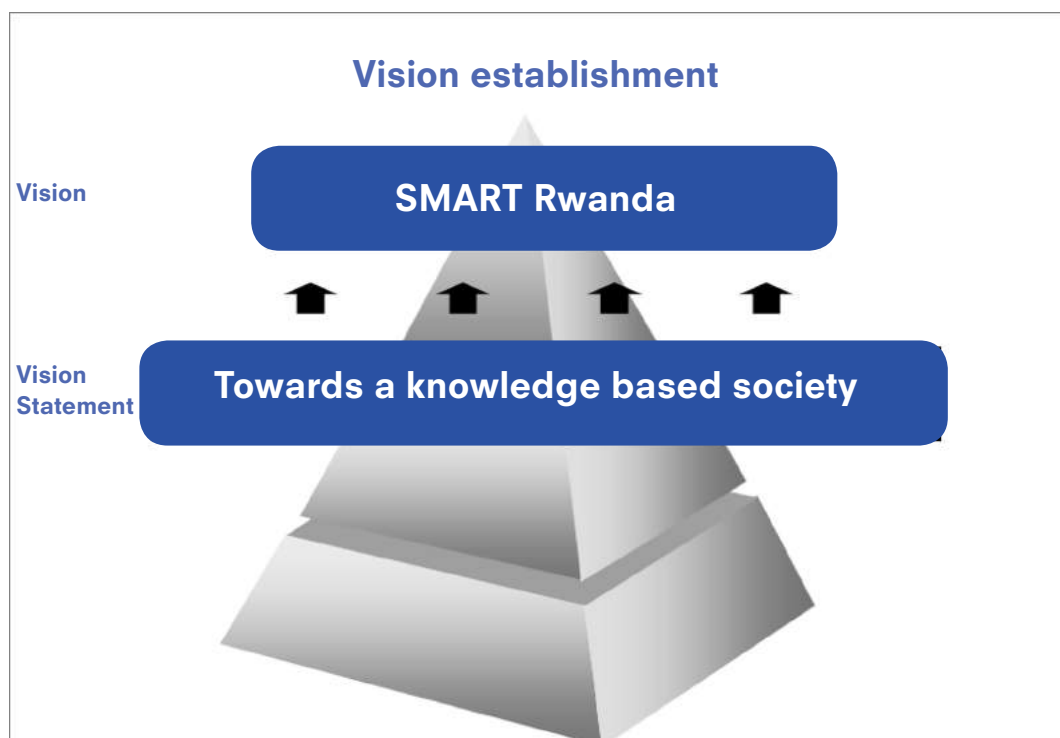 Vision establishment
Vision
SMART Rwanda
Vision
Statement
Towards a knowledge based society